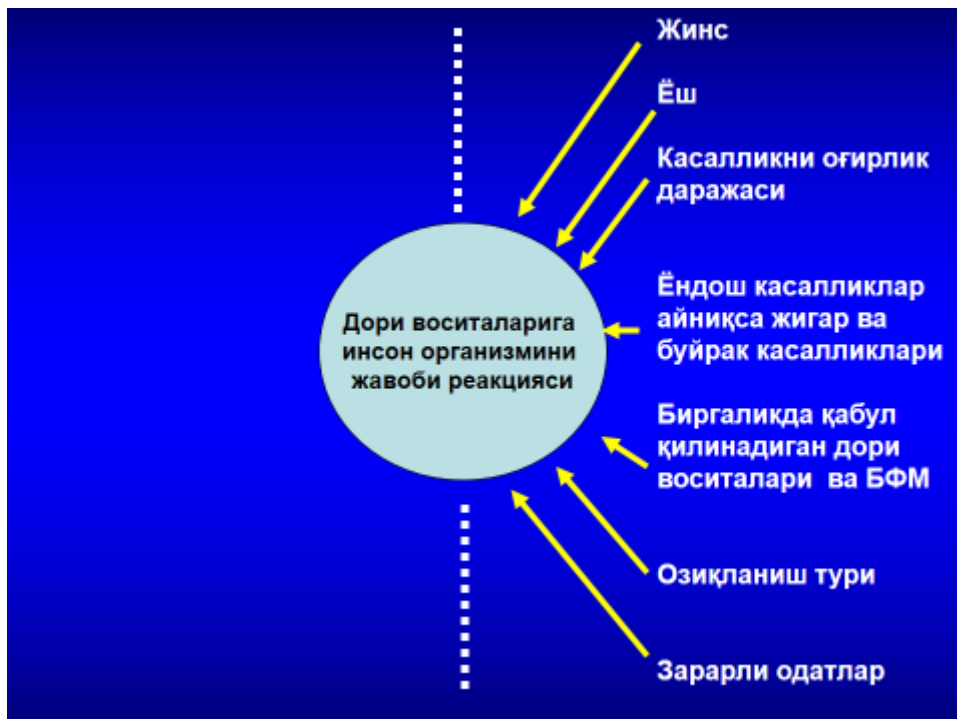 Жинс
Ёш
Касалликни оғирлик
даражаси
Ёндош касалликлар
айниқса жигар ва
буйрак касалликлари
Дори воситаларига
инсон организмини
жавоби реакцияси
Биргаликда қабул
қилинадиган дори
воситалари ва БФМ
Озиқланиш тури
Зарарли одатлар